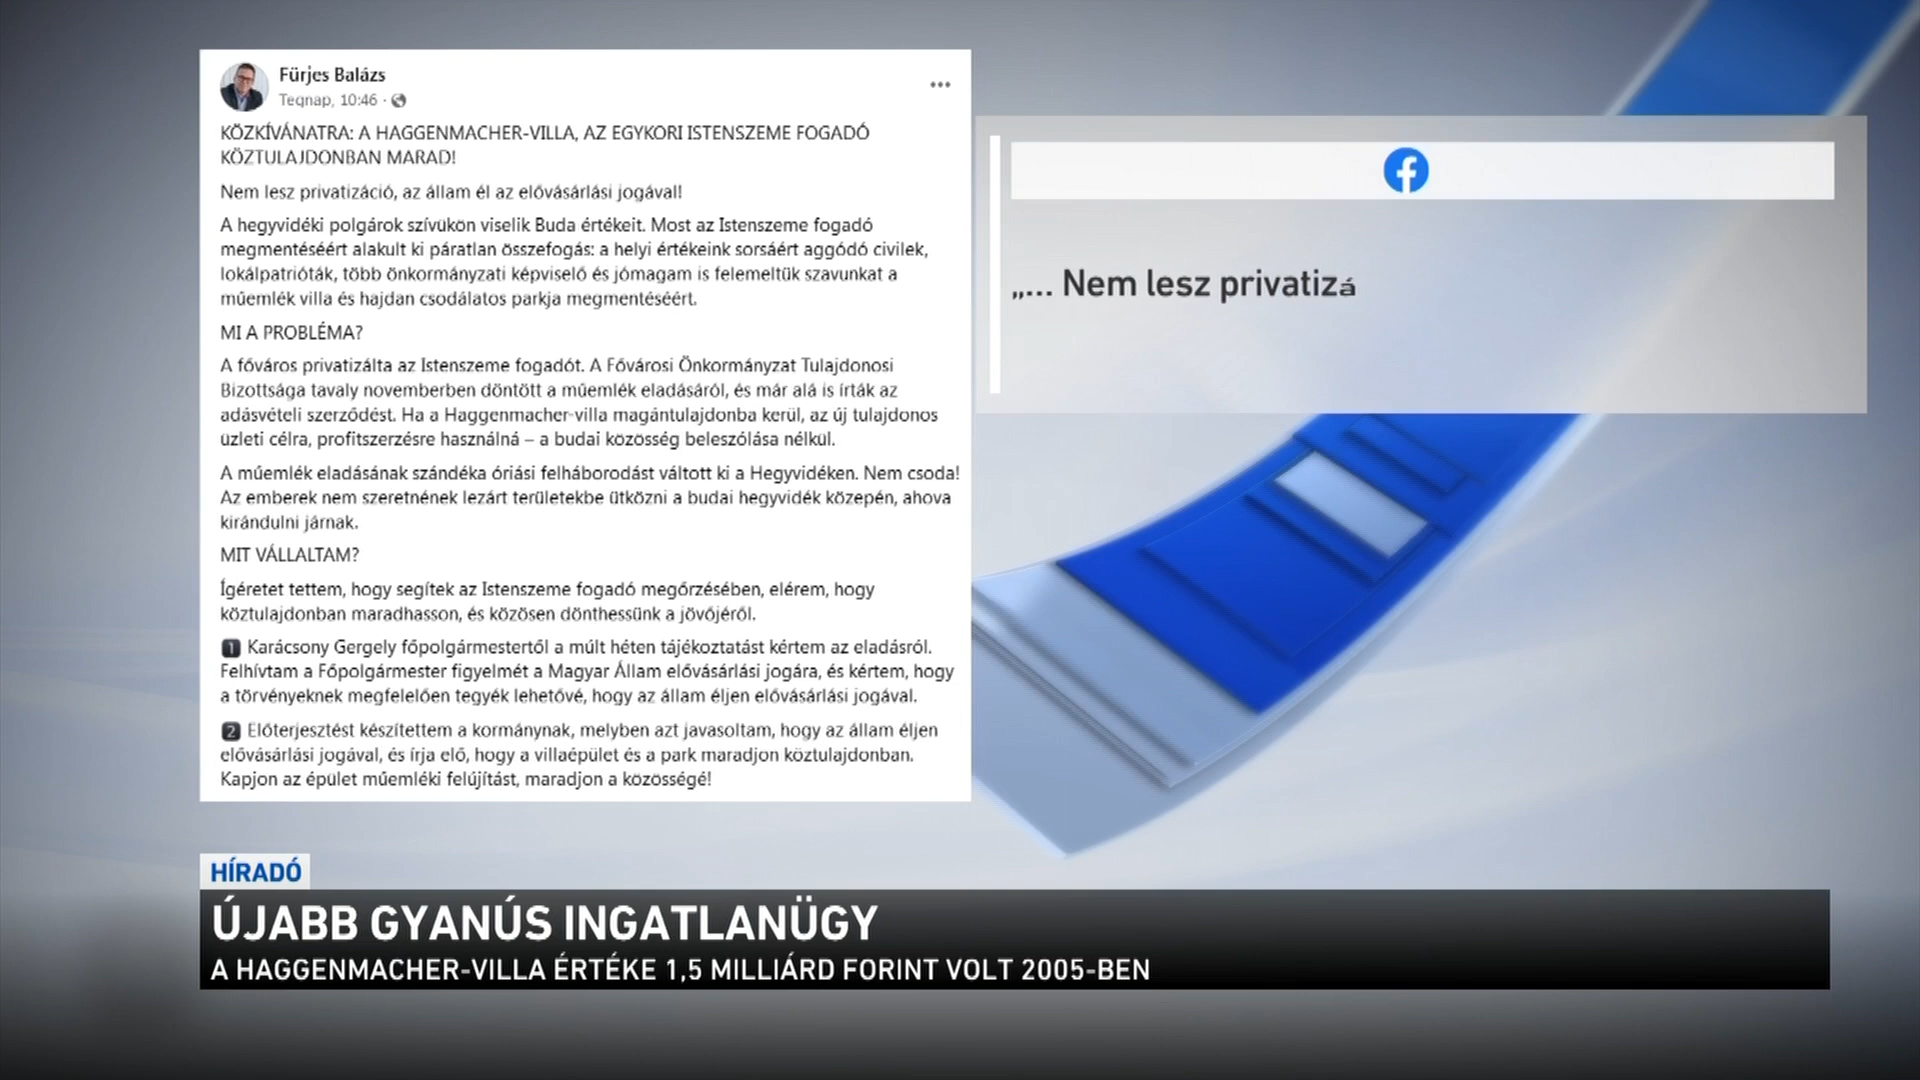 Fürjes Balázs
Tegnap, 10:46 ·
KÖZKÍVÁNATRA: A HAGGENMACHER-VILLA, AZ EGYKORI ISTENSZEME FOGADÓ
KÖZTULAJDONBAN MARAD!
Nem lesz privatizáció, az állam él az elővásárlási jogával!
A hegyvidéki polgárok szívükön viselik Buda értékeit. Most az Istenszeme fogadó
megmentéséért alakult ki páratlan összefogás: a helyi értékeink sorsáért aggódó civilek,
lokálpatrióták, több önkormányzati képviselő és jómagam is felemeltük szavunkat a
műemlék villa és hajdan csodálatos parkja megmentéséért.
MI A PROBLÉMA?
A főváros privatizálta az Istenszeme fogadót. A Fővárosi Önkormányzat Tulajdonosi
Bizottsága tavaly novemberben döntött a műemlék eladásáról, és már alá is írták az
adásvételi szerződést. Ha a Haggenmacher-villa magántulajdonba kerül, az új tulajdonos
üzleti célra, profitszerzésre használná – a budai közösség beleszólása nélkül.
A műemlék eladásának szándéka óriási felháborodást váltott ki a Hegyvidéken. Nem csoda!
Az emberek nem szeretnének lezárt területekbe ütközni a budai hegyvidék közepén, ahova
kirándulni járnak.
MIT VÁLLALTAM?
Ígéretet tettem, hogy segítek az Istenszeme fogadó megőrzésében, elérem, hogy
köztulajdonban maradhasson, és közösen dönthessünk a jövőjéről.
1 Karácsony Gergely főpolgármestertől a múlt héten tájékoztatást kértem az eladásról.
Felhívtam a Főpolgármester figyelmét a Magyar Állam elővásárlási jogára, és kértem, hogy
a törvényeknek megfelelően tegyék lehetővé, hogy az állam éljen elővásárlási jogával.
2 Előterjesztést készítettem a kormánynak, melyben azt javasoltam, hogy az állam éljen
elővásárlási jogával, és írja elő, hogy a villaépület és a park maradjon köztulajdonban.
Kapjon az épület műemléki felújítást, maradjon a közösségé!
„... Nem lesz privatizá
HÍRADÓ
ÚJABB GYANÚS INGATLANÜGY
A HAGGENMACHER-VILLA ÉRTÉKE 1,5 MILLIÁRD FORINT VOLT 2005-BEN